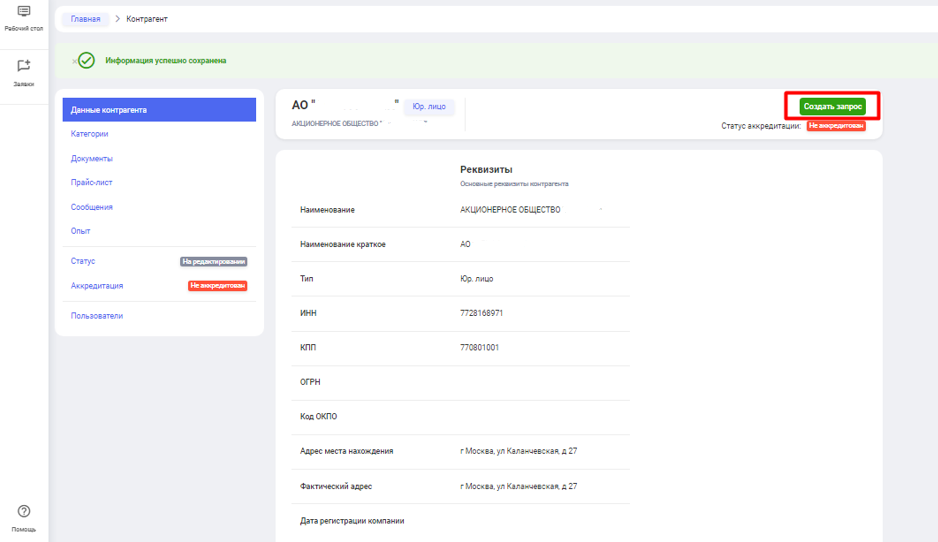 Рабочий стол
Заявки
Помощь
Главная > Контрагент
Информация успешно сохранена
Данные контрагента
Категории
Документы
Прайс-лист
Сообщения
Опыт
Статус На редактировании
Аккредитация Не аккредитован
Пользователи
АО " " Юр. лицо
АКЦИОНЕРНОЕ ОБЩЕСТВО "
Создать запрос
Статус аккредитации: Не аккредитован
Реквизиты
Основные реквизиты контрагента
Наименование АКЦИОНЕРНОЕ ОБЩЕСТВО
Наименование краткое АО
Тип Юр. лицо
ИНН 7728168971
КПП 770801001
ОГРН
Код ОКПО
Адрес места нахождения г Москва, ул Каланчевская, д 27
Фактический адрес г Москва, ул Каланчевская, д 27
Дата регистрации компании